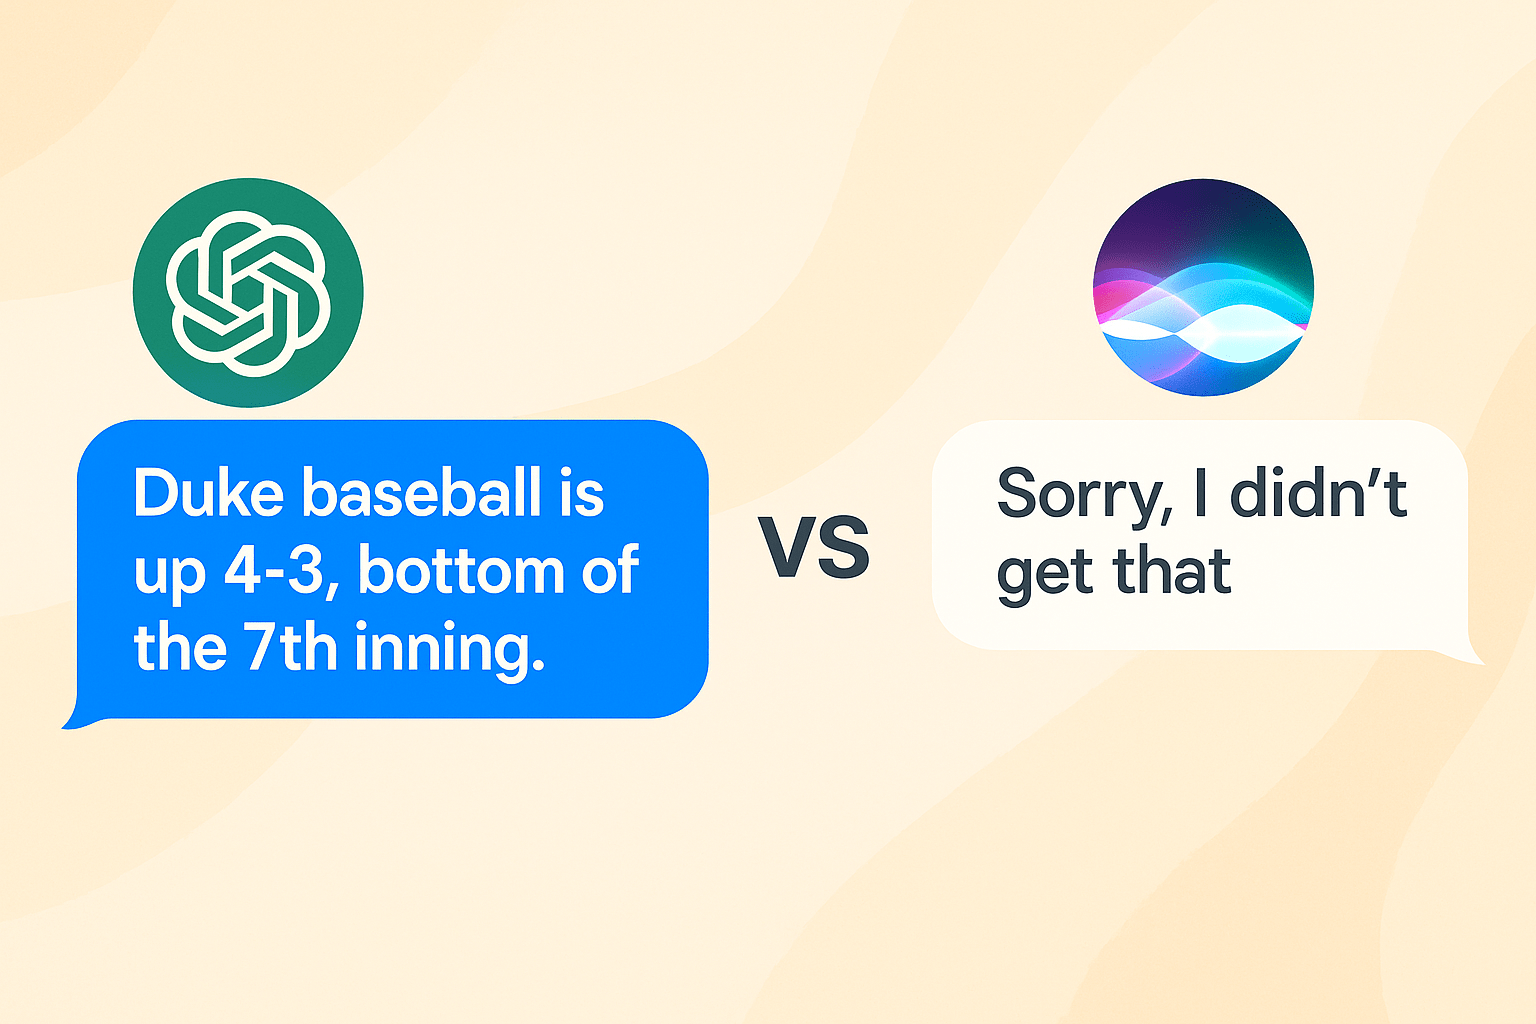 Duke baseball is
up 4-3, bottom of
the 7th inning.
VS
Sorry, I didn’t
get that